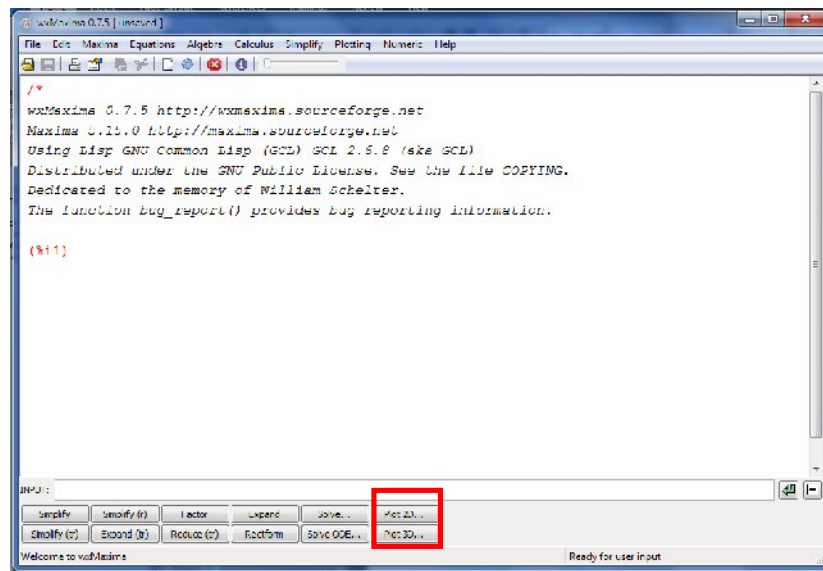 wxMaxima 0.7.5 [ unsaved ]
File Edit Maxima Equations Algebra Calculus Simplify Plotting Numeric Help
/*
wxMaxima 0.7.5 http://wxmaxima.sourceforge.net
Maxima 5.15.0 http://maxima.sourceforge.net
Using Lisp GNU Common Lisp (GCL) GCL 2.6.8 (aka GCL)
Distributed under the GNU Public License. See the file COPYING.
Dedicated to the memory of William Schelter.
The function bug_report() provides bug reporting information.
(%i1)
INPUT:
Simplify Simplify (r) Factor Expand Solve... Plot 2D...
Simplify (tr) Expand (tr) Reduce (tr) Rectform Solve ODE... Plot 3D...
Welcome to wxMaxima Ready for user input